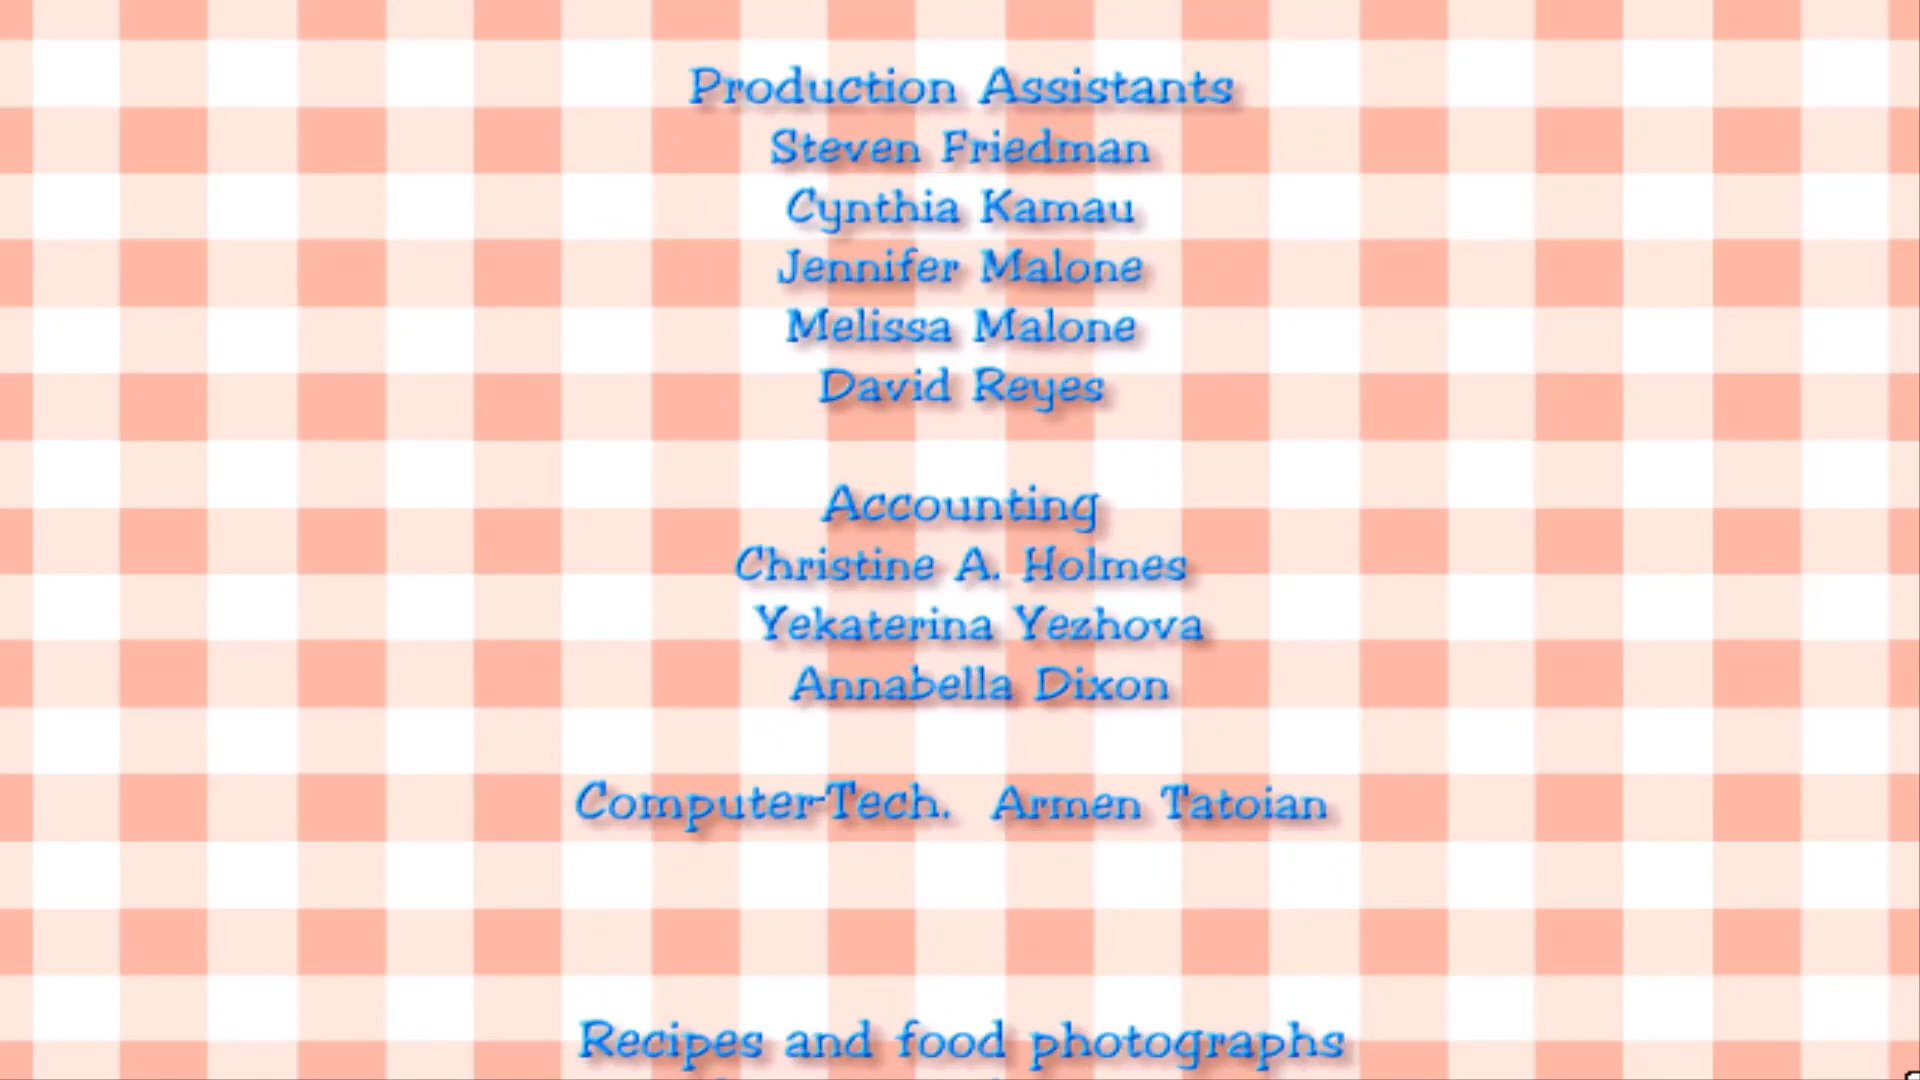 Production Assistants
Steven Friedman
Cynthia Kamau
Jennifer Malone
Melissa Malone
David Reyes
Accounting
Christine A. Holmes
Yekaterina Yezhova
Annabella Dixon
Computer-Tech. Armen Tatoian
Recipes and food photographs